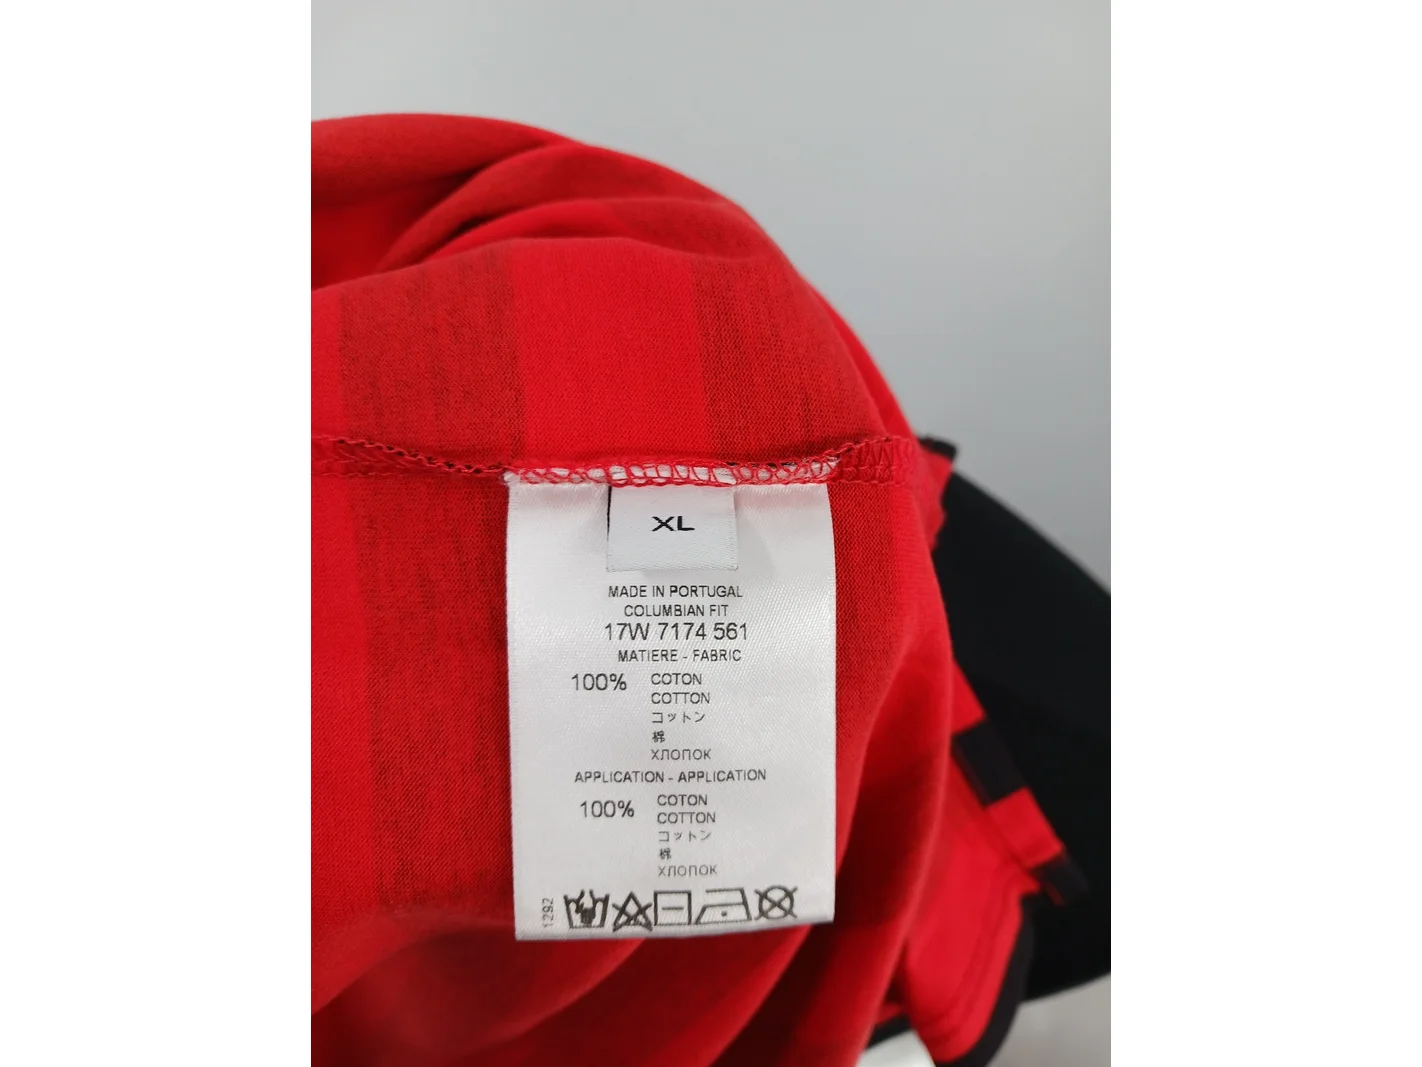 XL
MADE IN PORTUGAL
COLUMBIAN FIT
17W 7174 561
MATIERE - FABRIC
100% COTON
COTTON
コットン
棉
ХЛОПОК
APPLICATION - APPLICATION
100% COTON
COTTON
コットン
棉
ХЛОПОК
1292